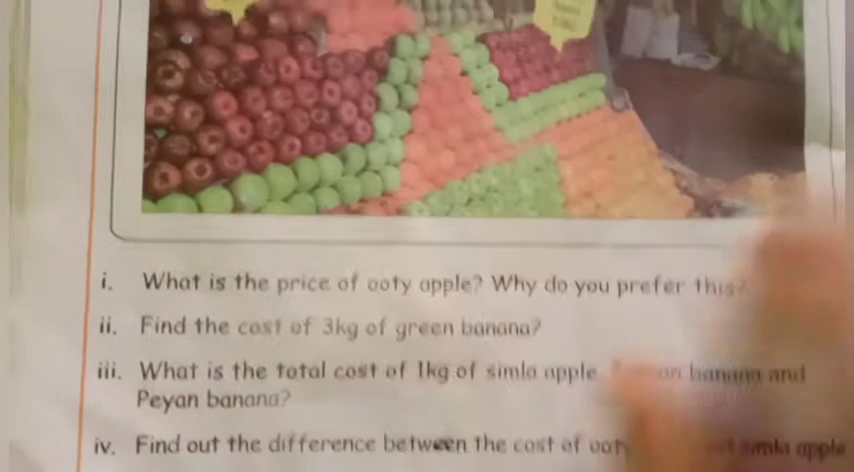 i. What is the price of ooty apple? Why do you prefer this?
ii. Find the cost of 3kg of green banana?
iii. What is the total cost of 1kg of simla apple banana and
Peyan banana?
iv. Find out the difference between the cost of simla apple